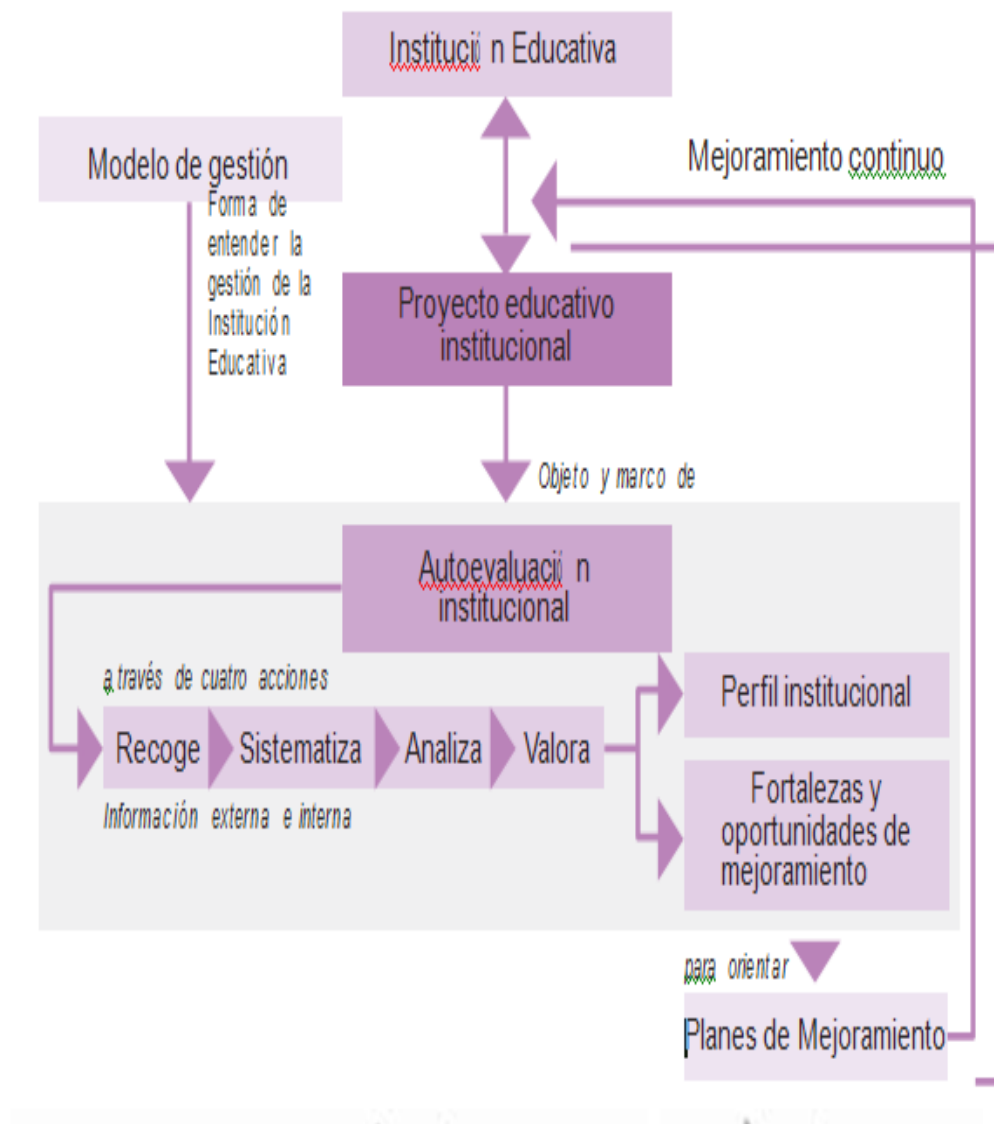 Institució n Educativa
Modelo de gestión
Forma de
entender la
gestión de la
Institución
Educativa
Mejoramiento continuo
Proyecto educativo
institucional
Objeto y marco de
Autoevaluació n
institucional
a través de cuatro acciones
Recoge Sistematiza Analiza Valora
Información externa e interna
Perfil institucional
Fortalezas y
oportunidades de
mejoramiento
para orientar
Planes de Mejoramiento